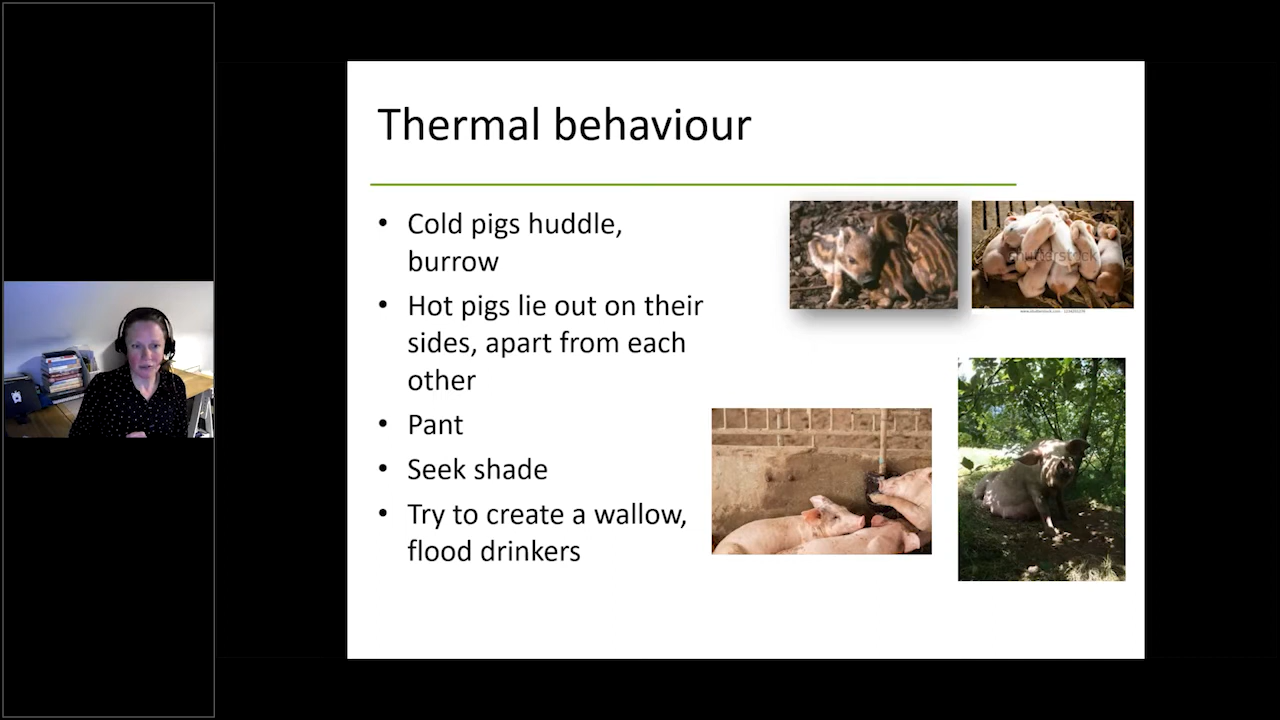 Thermal behaviour
• Cold pigs huddle,
burrow
• Hot pigs lie out on their
sides, apart from each
other
• Pant
• Seek shade
• Try to create a wallow,
flood drinkers
shutterstock